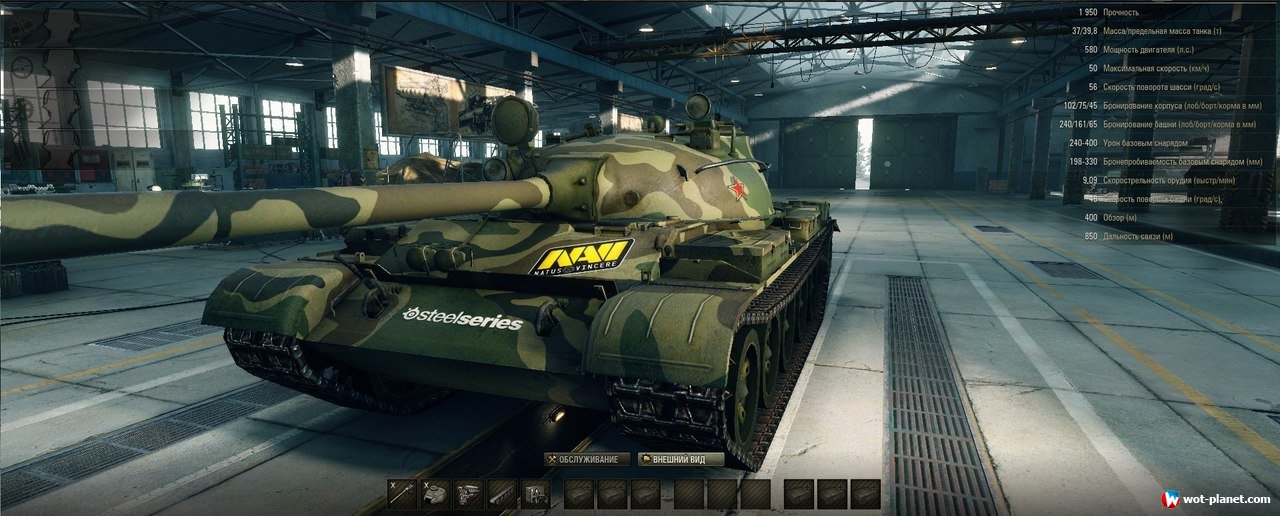 1 950 Прочность
37/39,8 Масса/предельная масса танка (т)
580 Мощность двигателя (л.с.)
50 Максимальная скорость (км/ч)
56 Скорость поворота шасси (град/с)
102/75/45 Бронирование корпуса (лоб/борт/корма в мм)
240/161/65 Бронирование башни (лоб/борт/корма в мм)
240-400 Урон базовым снарядом
198-330 Бронепробиваемость базовым снарядом (мм)
9,09 Скорострельность орудия (выстр/мин)
Скорость поворота башни (град/с)
400 Обзор (м)
850 Дальность связи (м)
NAVI
NATUS VINCERE
steelseries
ОБСЛУЖИВАНИЕ
ВНЕШНИЙ ВИД
X
X
wot-planet.com